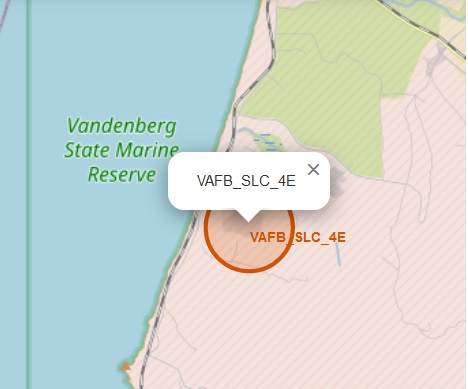 Vandenberg
State Marine
Reserve
VAFB_SLC_4E
VAFB_SLC_4E